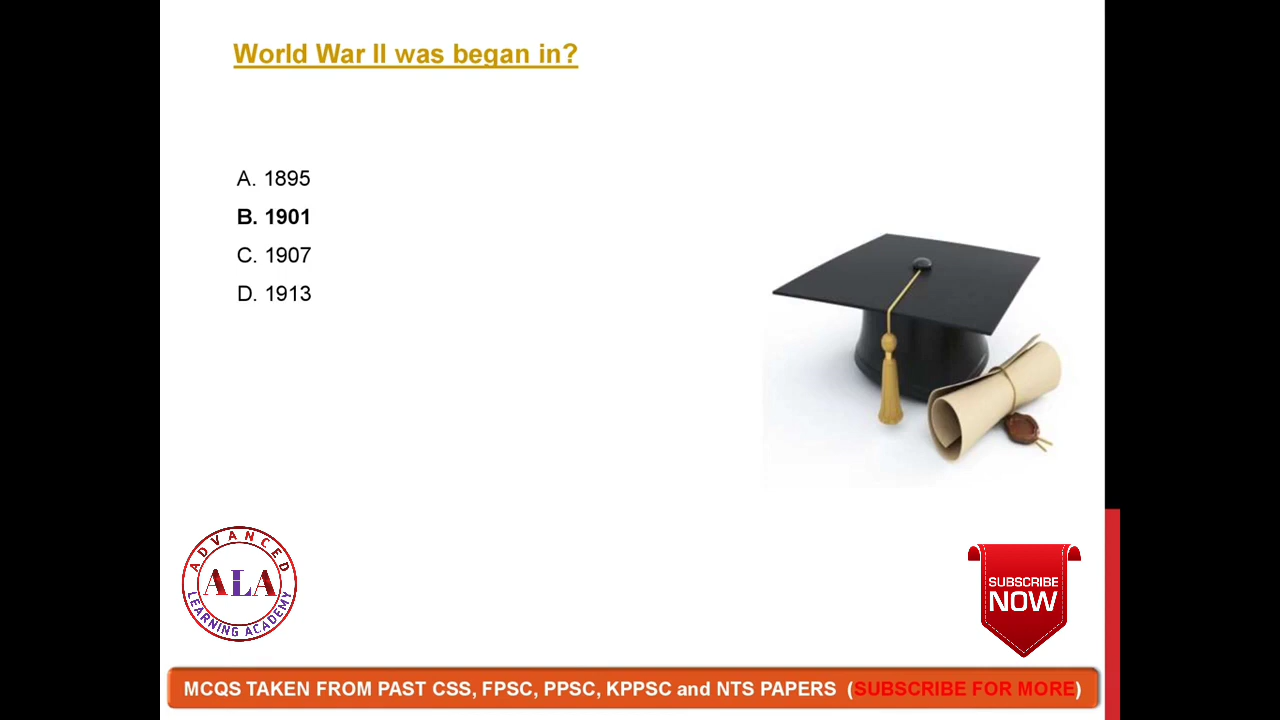 World War II was began in?
A. 1895
B. 1901
C. 1907
D. 1913
ADVANCED
ALA
LEARNING ACADEMY
SUBSCRIBE
NOW
MCQS TAKEN FROM PAST CSS, FPSC, PPSC, KPPSC and NTS PAPERS (SUBSCRIBE FOR MORE)